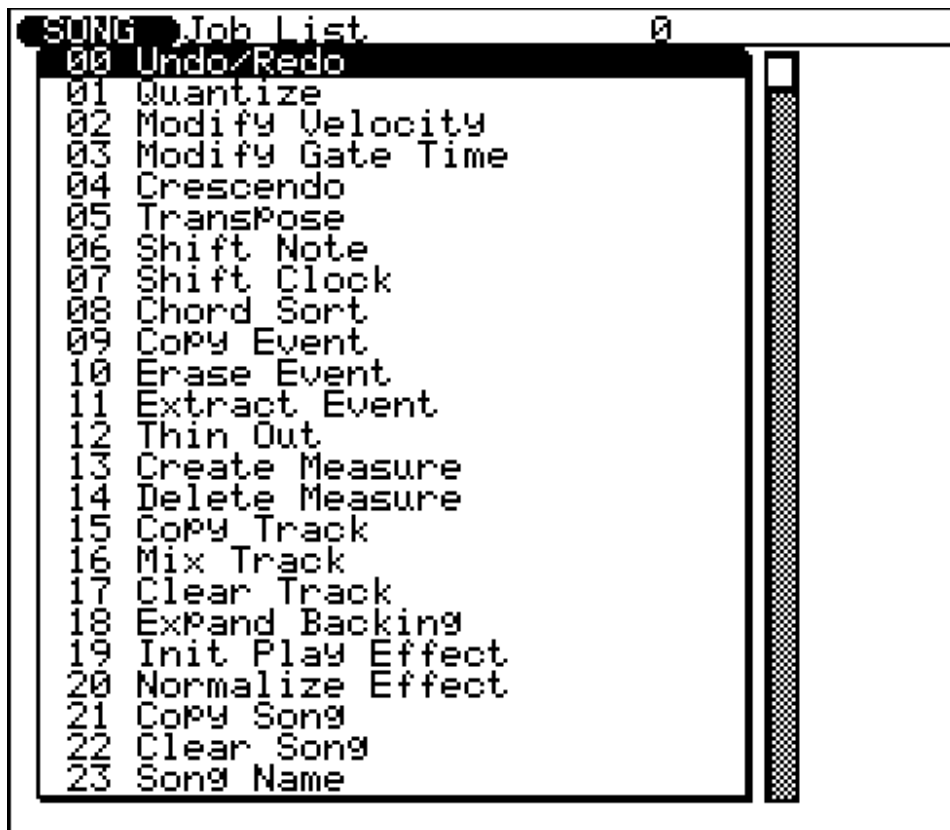 SONG Job List 0
00 Undo/Redo
01 Quantize
02 Modify Velocity
03 Modify Gate Time
04 Crescendo
05 Transpose
06 Shift Note
07 Shift Clock
08 Chord Sort
09 Copy Event
10 Erase Event
11 Extract Event
12 Thin Out
13 Create Measure
14 Delete Measure
15 Copy Track
16 Mix Track
17 Clear Track
18 Expand Backing
19 Init Play Effect
20 Normalize Effect
21 Copy Song
22 Clear Song
23 Song Name